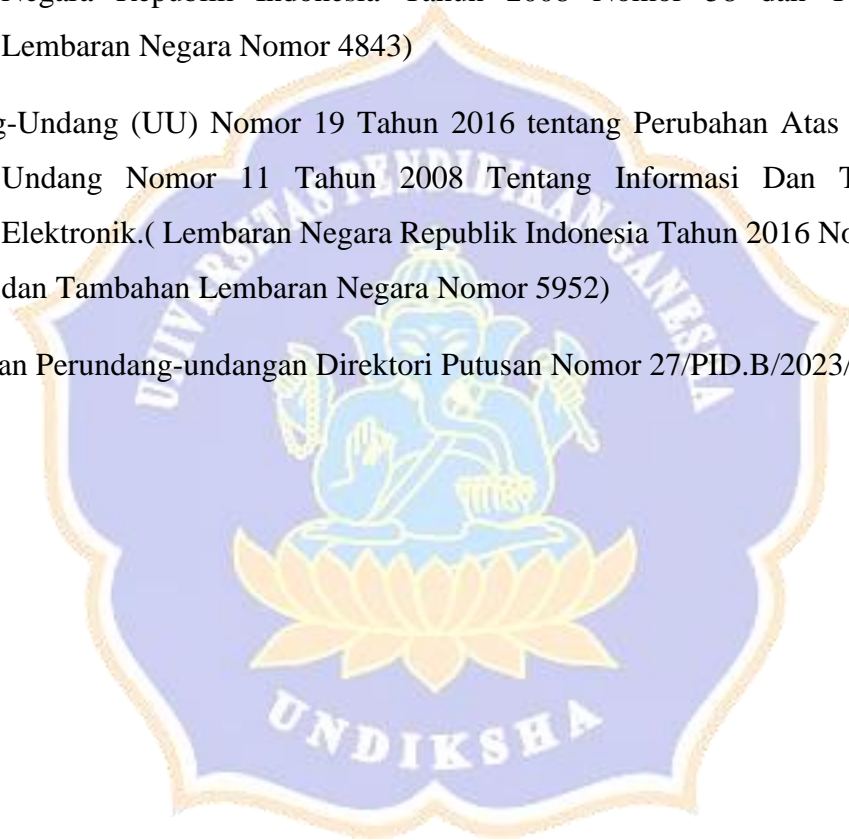 Negara Republik Indonesia Tahun 2008 Nomor 58 dan
Lembaran Negara Nomor 4843)
g-Undang (UU) Nomor 19 Tahun 2016 tentang Perubahan Atas
Undang Nomor 11 Tahun 2008 Tentang Informasi Dan T
Elektronik.( Lembaran Negara Republik Indonesia Tahun 2016 No
dan Tambahan Lembaran Negara Nomor 5952)
an Perundang-undangan Direktori Putusan Nomor 27/PID.B/2023/
UNIVERSITAS PENDIDIKAN GANESHA
UNDIKSHA